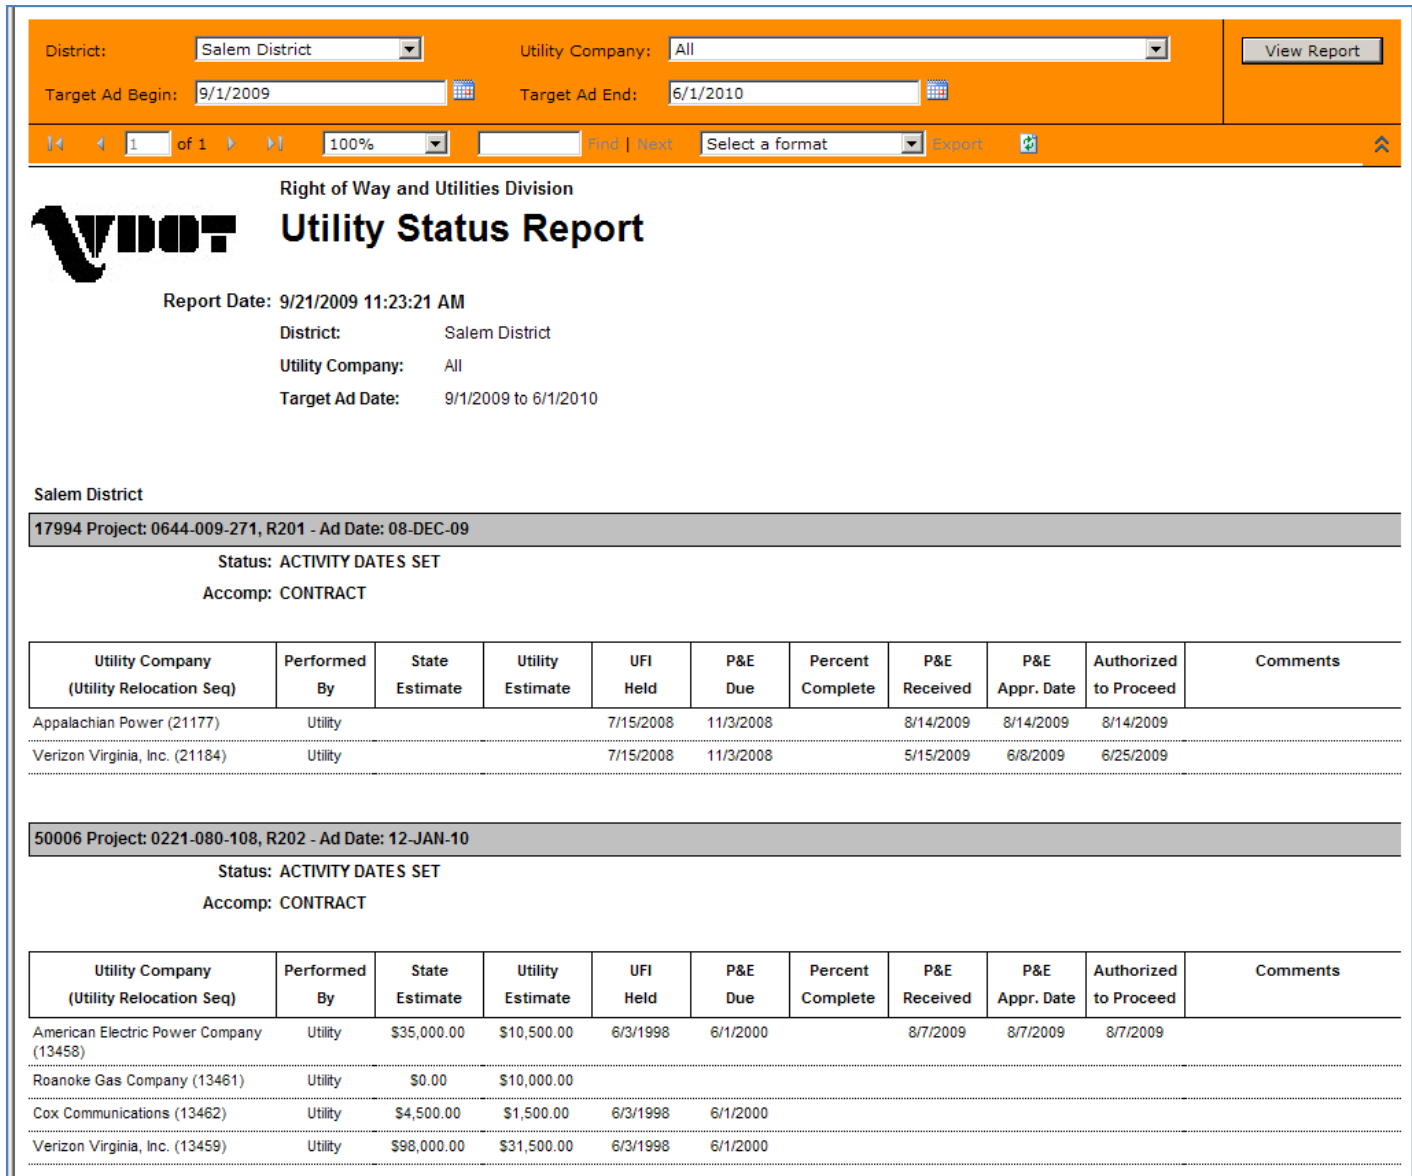 District: Salem District Utility Company: All View Report
Target Ad Begin: 9/1/2009 Target Ad End: 6/1/2010
1 of 1 100% Find | Next Select a format Export
Right of Way and Utilities Division
VDOT Utility Status Report
Report Date: 9/21/2009 11:23:21 AM
District: Salem District
Utility Company: All
Target Ad Date: 9/1/2009 to 6/1/2010
Salem District
17994 Project: 0644-009-271, R201 - Ad Date: 08-DEC-09
Status: ACTIVITY DATES SET
Accomp: CONTRACT
Utility Company Performed State Utility UFI P&E Percent P&E P&E Authorized Comments
(Utility Relocation Seq) By Estimate Estimate Held Due Complete Received Appr. Date to Proceed
Appalachian Power (21177) Utility 7/15/2008 11/3/2008 8/14/2009 8/14/2009 8/14/2009
Verizon Virginia, Inc. (21184) Utility 7/15/2008 11/3/2008 5/15/2009 6/8/2009 6/25/2009
50006 Project: 0221-080-108, R202 - Ad Date: 12-JAN-10
Status: ACTIVITY DATES SET
Accomp: CONTRACT
Utility Company Performed State Utility UFI P&E Percent P&E P&E Authorized Comments
(Utility Relocation Seq) By Estimate Estimate Held Due Complete Received Appr. Date to Proceed
American Electric Power Company Utility $35,000.00 $10,500.00 6/3/1998 6/1/2000 8/7/2009 8/7/2009 8/7/2009
(13458)
Roanoke Gas Company (13461) Utility $0.00 $10,000.00
Cox Communications (13462) Utility $4,500.00 $1,500.00 6/3/1998 6/1/2000
Verizon Virginia, Inc. (13459) Utility $98,000.00 $31,500.00 6/3/1998 6/1/2000